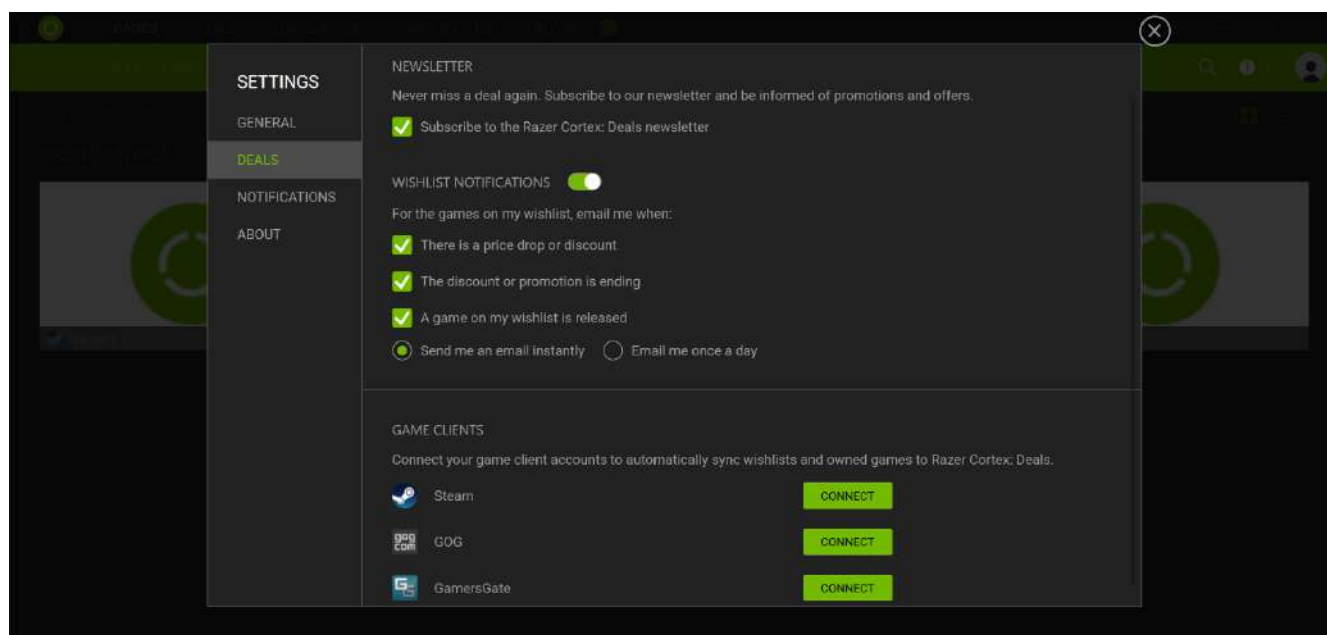 SETTINGS
GENERAL
DEALS
NOTIFICATIONS
ABOUT
NEWSLETTER
Never miss a deal again. Subscribe to our newsletter and be informed of promotions and offers.
Subscribe to the Razer Cortex: Deals newsletter
WISHLIST NOTIFICATIONS
For the games on my wishlist, email me when:
There is a price drop or discount
The discount or promotion is ending
A game on my wishlist is released
Send me an email instantly
Email me once a day
GAME CLIENTS
Connect your game client accounts to automatically sync wishlists and owned games to Razer Cortex: Deals.
Steam
CONNECT
gog
com
GOG
CONNECT
GamersGate
CONNECT